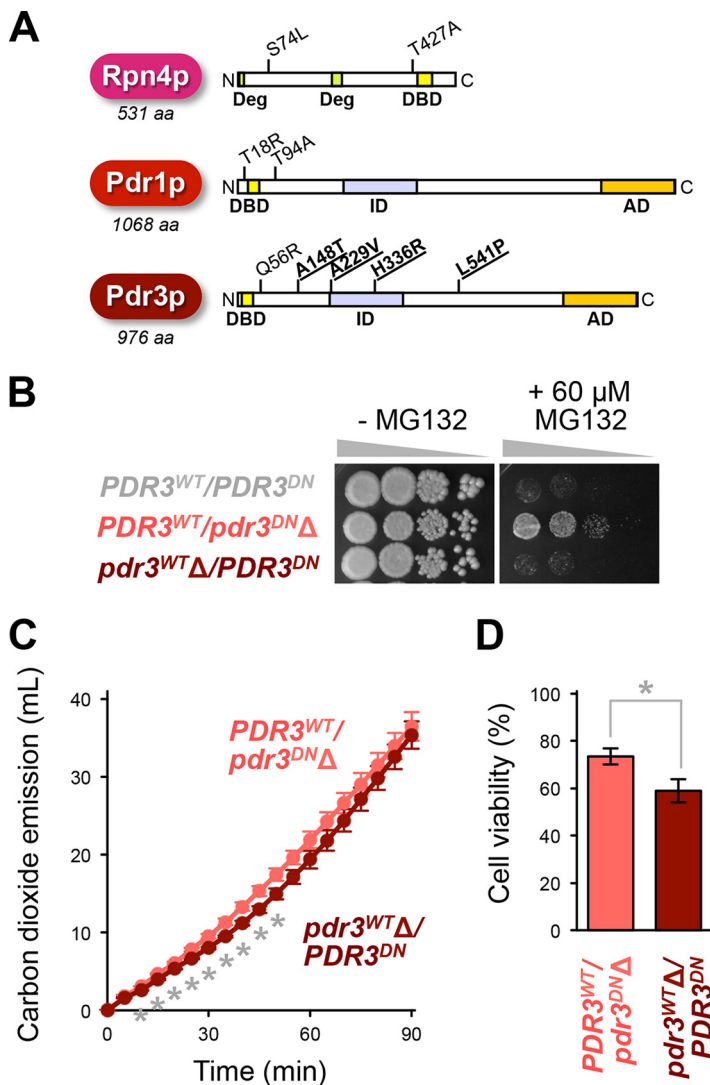 A
S74L
T427A
Rpn4p
N
C
531 aa
Deg
Deg
DBD
T18R
T94A
Pdr1p
N
C
1068 aa
DBD
ID
AD
Q56R
A148T
A229V
H336R
L541P
Pdr3p
N
C
976 aa
DBD
ID
AD
B
- MG132
+ 60 µM
MG132
PDR3WT/PDR3DN
PDR3WT/pdr3DNΔ
pdr3WTΔ/PDR3DN
C
Carbon dioxide emission (mL)
40
30
20
10
0
PDR3WT/
pdr3DNΔ
pdr3WTΔ/
PDR3DN
* * * * * * * * *
0
30
60
90
Time (min)
D
Cell viability (%)
100
80
60
40
20
0
*
PDR3WT/
pdr3DNΔ
pdr3WTΔ/
PDR3DN